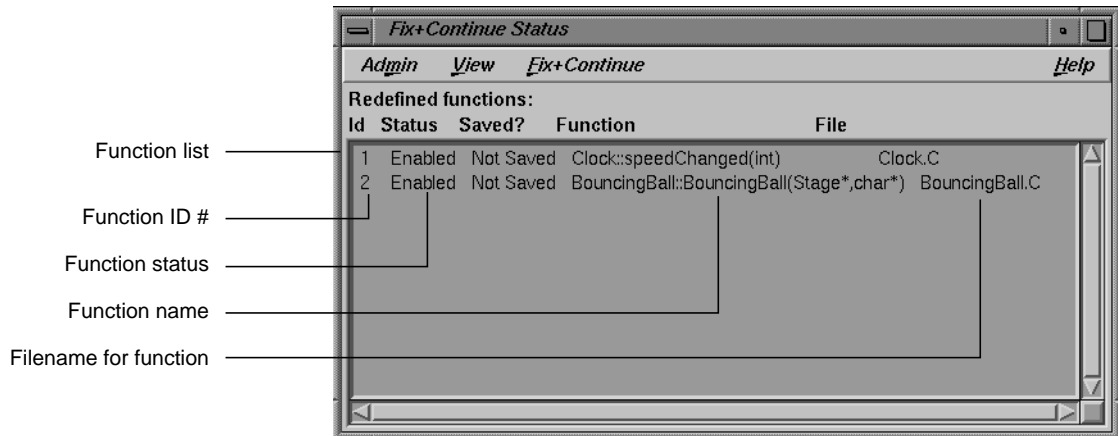 Fix+Continue Status
Admin View Fix+Continue Help
Redefined functions:
Id Status Saved? Function File
1 Enabled Not Saved Clock::speedChanged(int) Clock.C
2 Enabled Not Saved BouncingBall::BouncingBall(Stage*,char*) BouncingBall.C
Function list
Function ID #
Function status
Function name
Filename for function